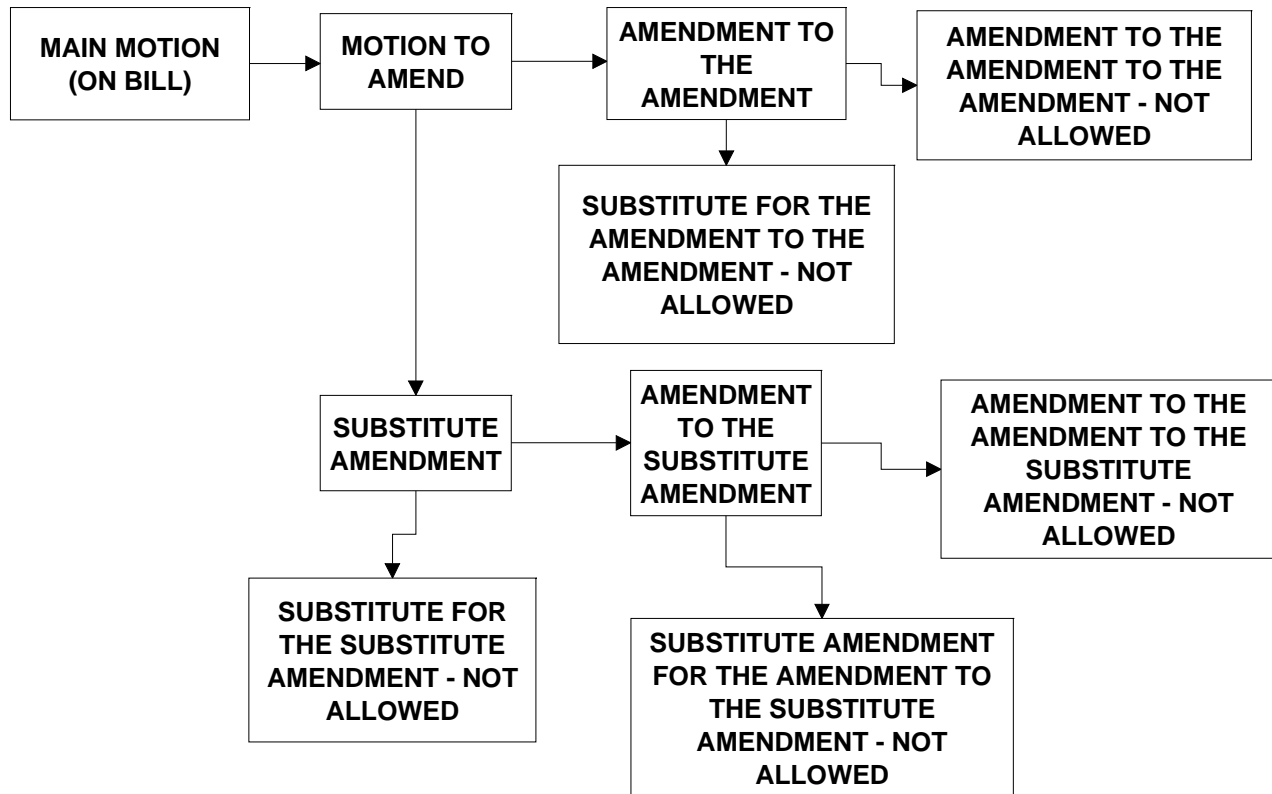 MAIN MOTION
(ON BILL)
MOTION TO
AMEND
AMENDMENT TO
THE
AMENDMENT
AMENDMENT TO THE
AMENDMENT TO THE
AMENDMENT - NOT
ALLOWED
SUBSTITUTE FOR THE
AMENDMENT TO THE
AMENDMENT - NOT
ALLOWED
SUBSTITUTE
AMENDMENT
AMENDMENT
TO THE
SUBSTITUTE
AMENDMENT
AMENDMENT TO THE
AMENDMENT TO THE
SUBSTITUTE
AMENDMENT - NOT
ALLOWED
SUBSTITUTE FOR
THE SUBSTITUTE
AMENDMENT - NOT
ALLOWED
SUBSTITUTE AMENDMENT
FOR THE AMENDMENT TO
THE SUBSTITUTE
AMENDMENT - NOT
ALLOWED